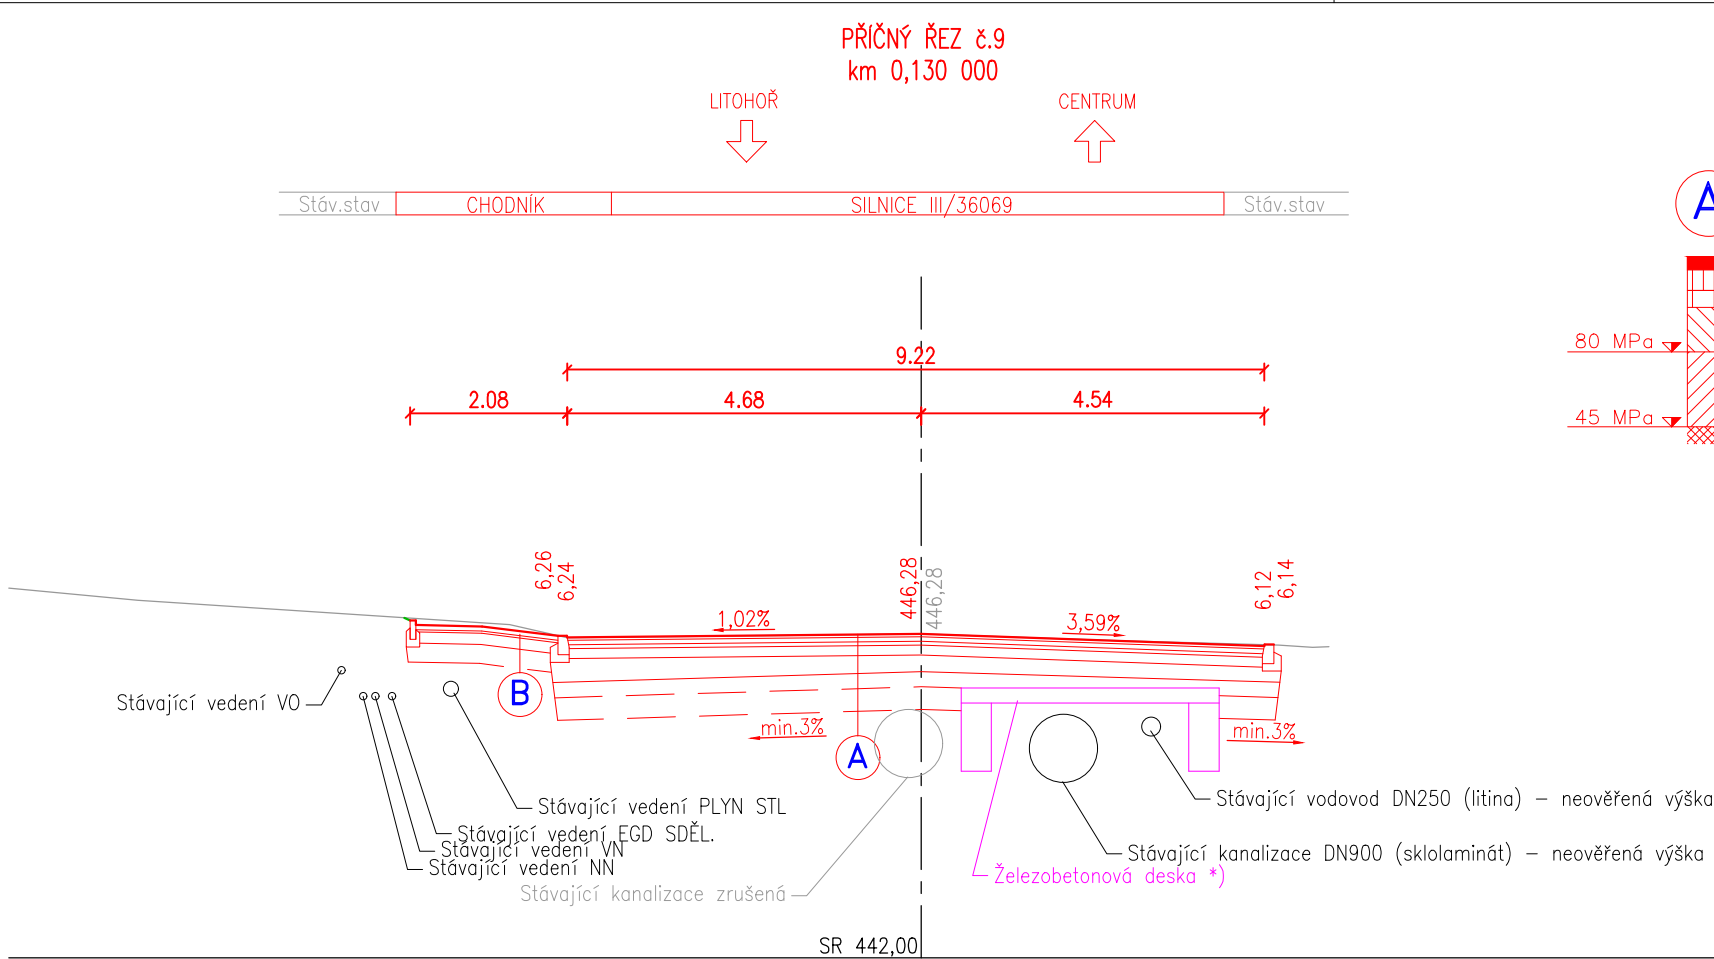 PŘÍČNÝ ŘEZ č.9
km 0,130 000
LITOHOŘ
CENTRUM
Stáv.stav
CHODNÍK
SILNICE III/36069
Stáv.stav
A
9.22
80 MPa
2.08
4.68
4.54
45 MPa
6,26
6,24
446,28
446,28
6,12
6,14
1,02%
3,59%
B
Stávající vedení VO
min.3%
min.3%
A
Stávající vedení PLYN STL
Stávající vodovod DN250 (litina) – neověřená výška
Stávající vedení EGD SDĚL.
Stávající vedení VN
Stávající kanalizace DN900 (sklolaminát) – neověřená výška
Stávající vedení NN
Železobetonová deska *)
Stávající kanalizace zrušená
SR 442,00